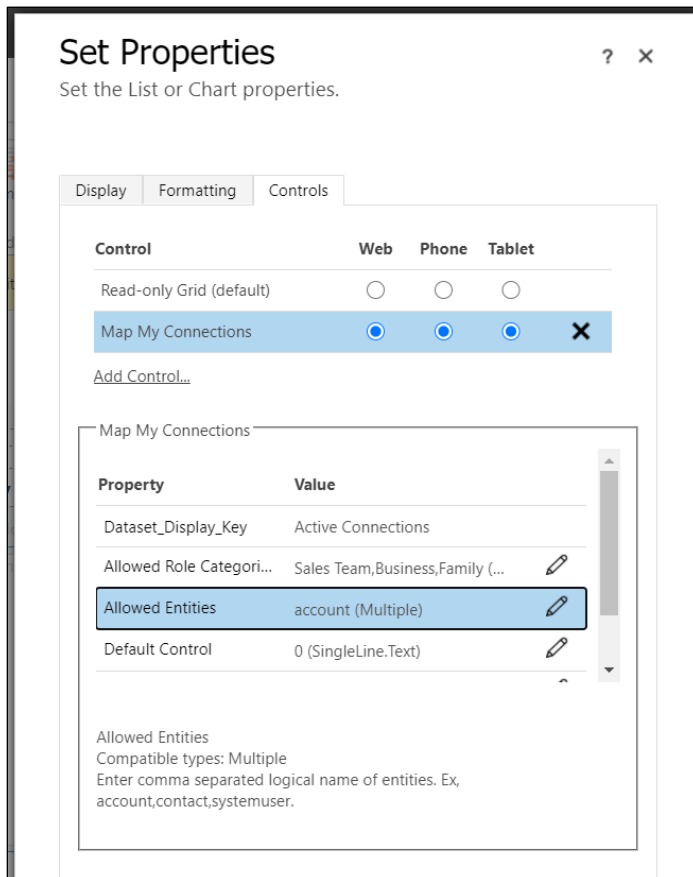 Set Properties
? ×
Set the List or Chart properties.
Display Formatting Controls
Control Web Phone Tablet
Read-only Grid (default)
Map My Connections
Add Control...
Map My Connections
Property Value
Dataset_Display_Key Active Connections
Allowed Role Categori... Sales Team,Business,Family (...
Allowed Entities account (Multiple)
Default Control 0 (SingleLine.Text)
Allowed Entities
Compatible types: Multiple
Enter comma separated logical name of entities. Ex,
account,contact,systemuser.